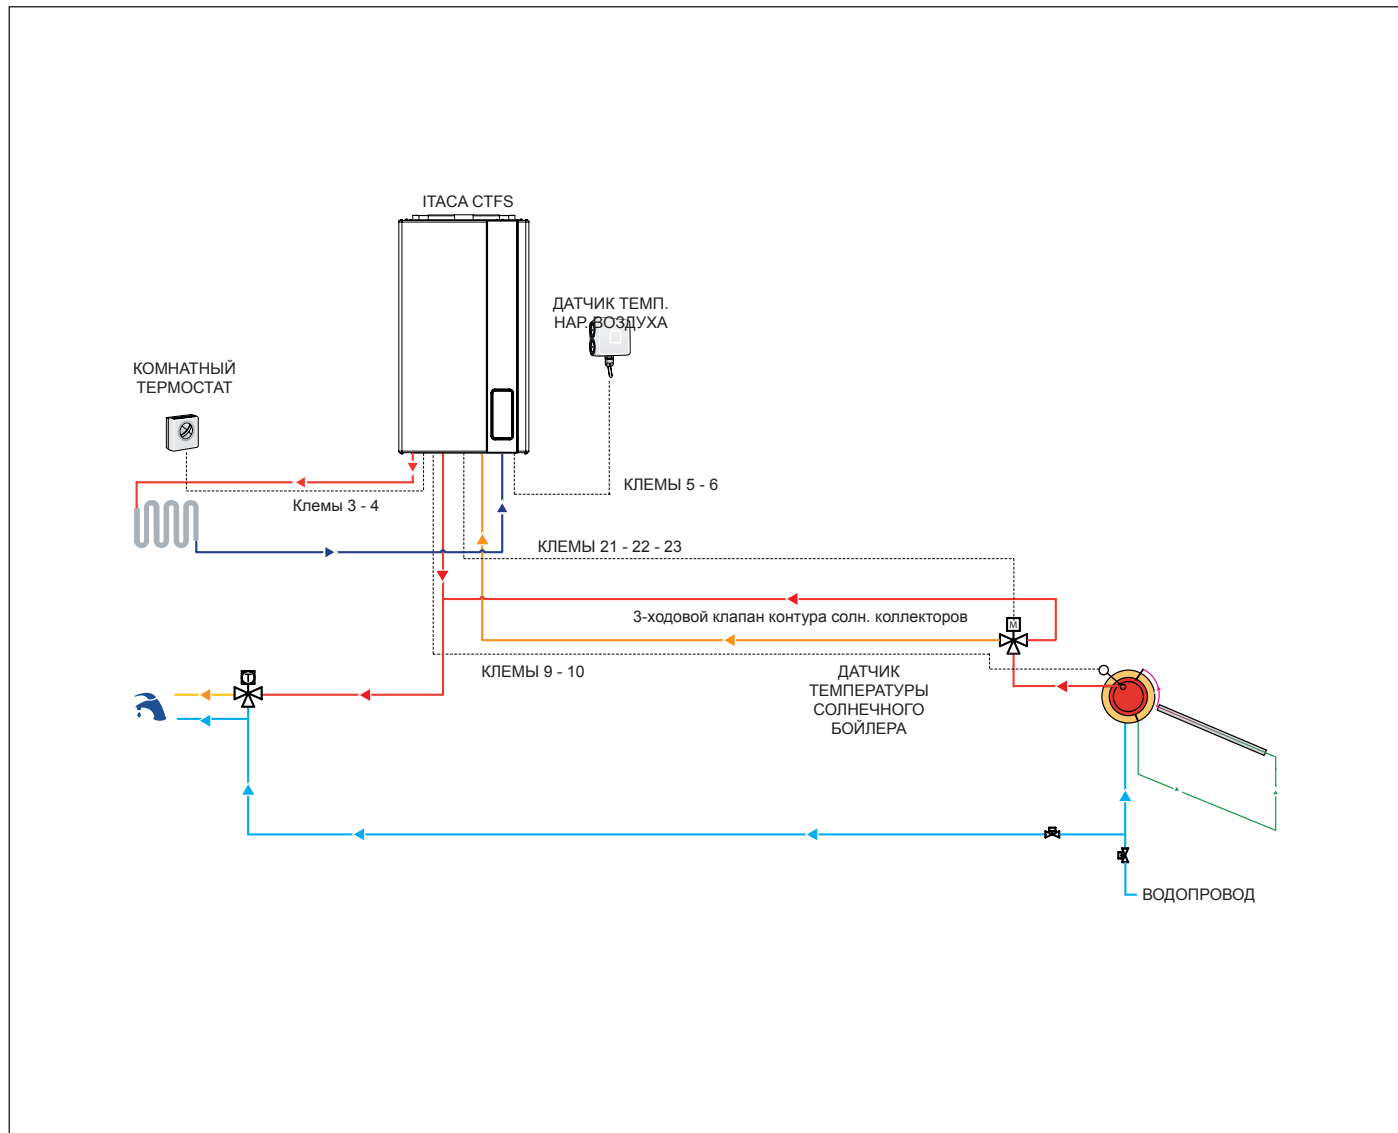 ITACA CTFS
ДАТЧИК ТЕМП.
НАР. ВОЗДУХА
КОМНАТНЫЙ
ТЕРМОСТАТ
КЛЕМЫ 5 - 6
Клемы 3 - 4
КЛЕМЫ 21 - 22 - 23
3-ходовой клапан контура солн. коллекторов
M
КЛЕМЫ 9 - 10
ДАТЧИК
ТЕМПЕРАТУРЫ
СОЛНЕЧНОГО
БОЙЛЕРА
T
ВОДОПРОВОД